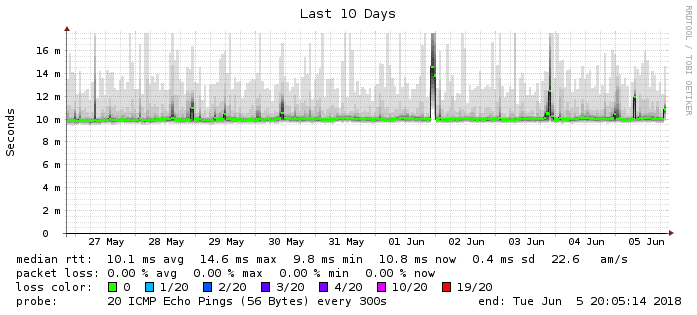 Last 10 Days
RRDTOOL / TOBI OETIKER
Seconds
16 m
14 m
12 m
10 m
8 m
6 m
4 m
2 m
0
27 May 28 May 29 May 30 May 31 May 01 Jun 02 Jun 03 Jun 04 Jun 05 Jun
median rtt: 10.1 ms avg 14.6 ms max 9.8 ms min 10.8 ms now 0.4 ms sd 22.6 am/s
packet loss: 0.00 % avg 0.00 % max 0.00 % min 0.00 % now
loss color: 0 1/20 2/20 3/20 4/20 10/20 19/20
probe: 20 ICMP Echo Pings (56 Bytes) every 300s end: Tue Jun 5 20:05:14 2018